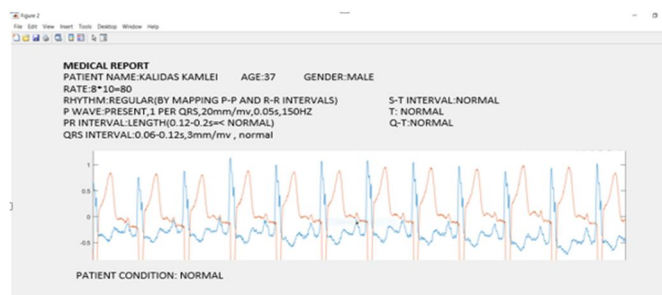 Figure 2
File Edit View Insert Tools Desktop Window Help
MEDICAL REPORT
PATIENT NAME:KALIDAS KAMLEI AGE:37 GENDER:MALE
RATE:8*10=80
RHYTHM:REGULAR(BY MAPPING P-P AND R-R INTERVALS)
P WAVE:PRESENT,1 PER QRS,20mm/mv,0.05s,150HZ
PR INTERVAL:LENGTH(0.12-0.2s=< NORMAL)
QRS INTERVAL:0.06-0.12s,3mm/mv , normal
S-T INTERVAL:NORMAL
T: NORMAL
Q-T:NORMAL
1
0.5
0
-0.5
PATIENT CONDITION: NORMAL